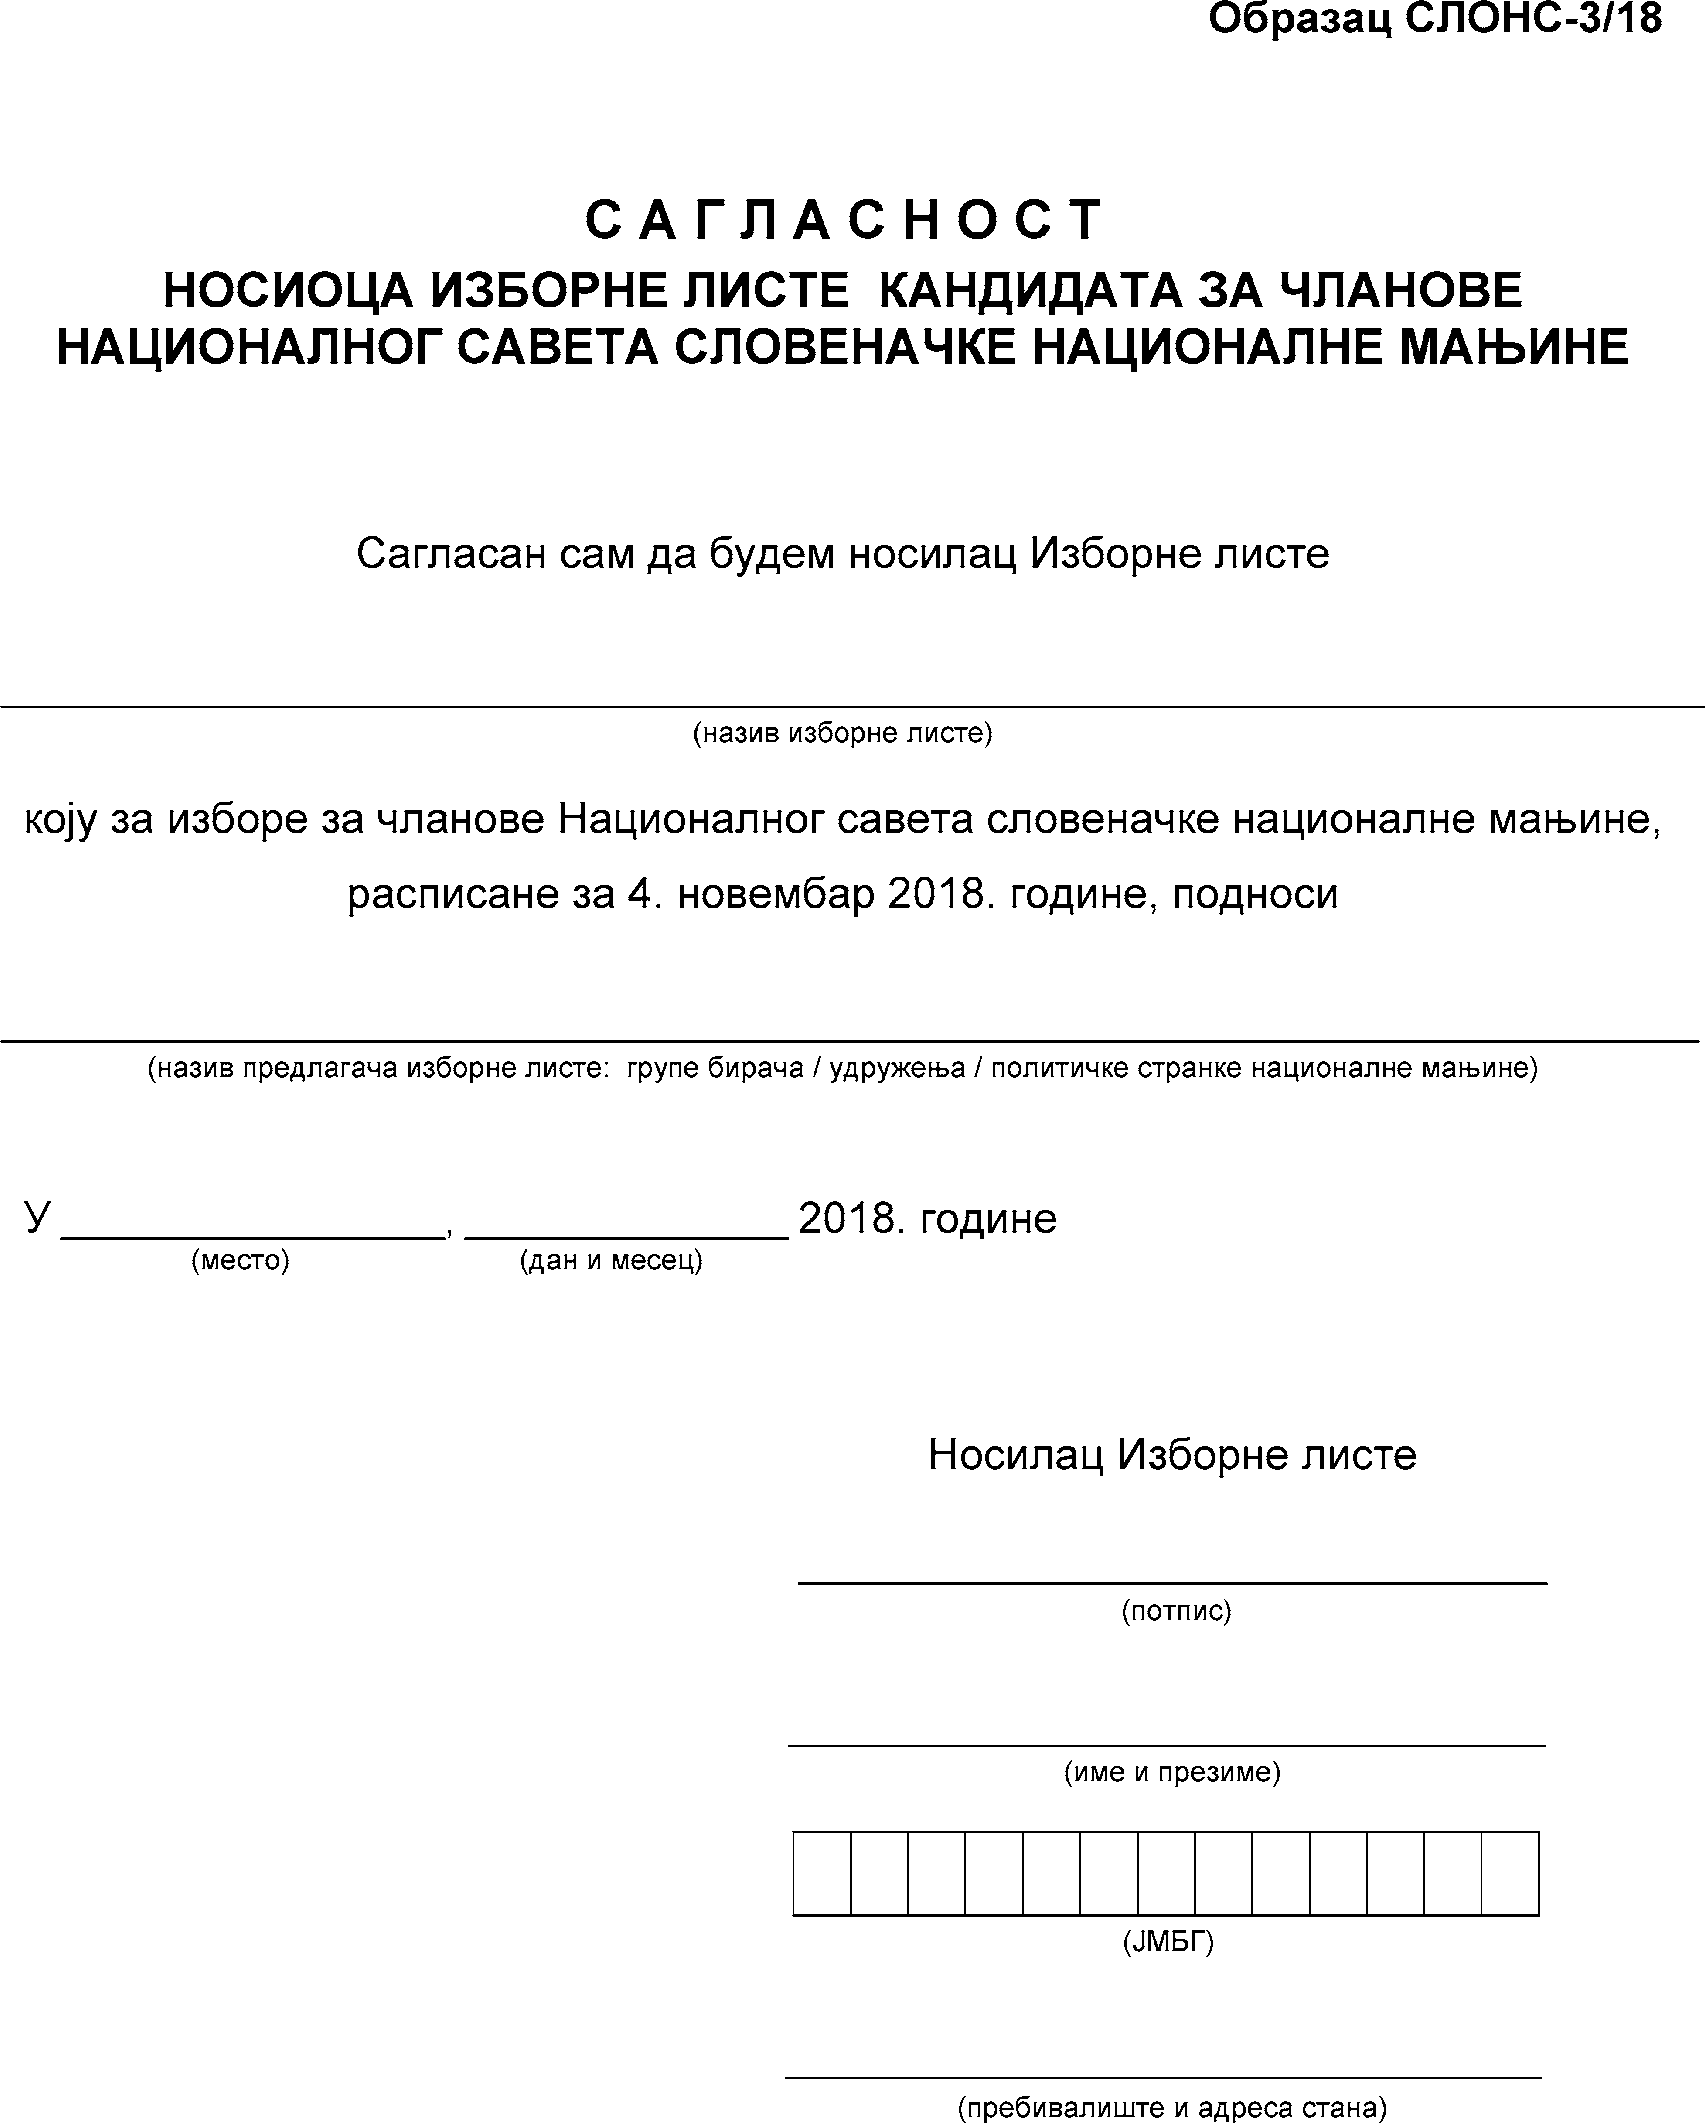 Образац СЛОНС-3/18
С А Г Л А С Н О С Т
НОСИОЦА ИЗБОРНЕ ЛИСТЕ КАНДИДАТА ЗА ЧЛАНОВЕ
НАЦИОНАЛНОГ САВЕТА СЛОВЕНАЧКЕ НАЦИОНАЛНЕ МАЊИНЕ
Сагласан сам да будем носилац Изборне листе
(назив изборне листе)
коју за изборе за чланове Националног савета словеначке националне мањине,
расписане за 4. новембар 2018. године, подноси
(назив предлагача изборне листе: групе бирача / удружења / политичке странке националне мањине)
У ________________, ______________ 2018. године
(место) (дан и месец)
Носилац Изборне листе
(потпис)
(име и презиме)
(ЈМБГ)
(пребивалиште и адреса стана)